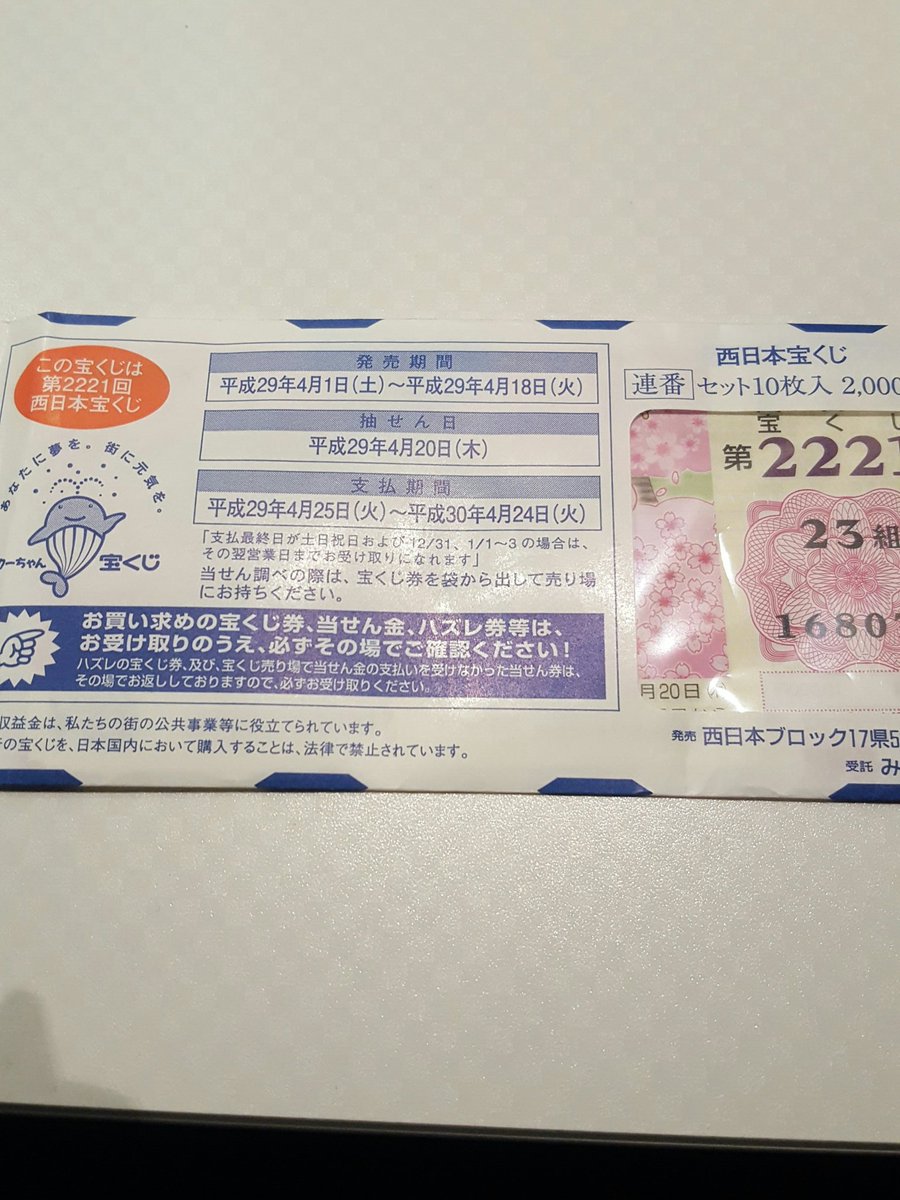 この宝くじは
第2221回
西日本宝くじ
あなたに夢を。街に元気を。
クーちゃん
宝くじ
発売期間
平成29年4月1日(土)～平成29年4月18日(火)
抽せん日
平成29年4月20日(木)
支払期間
平成29年4月25日(火)～平成30年4月24日(火)
「支払最終日が土日祝日および12/31、1/1～3の場合は、
その翌営業日までお受け取りになれます」
当せん調べの際は、宝くじ券を袋から出して売り場
にお持ちください。
お買い求めの宝くじ券、当せん金、ハズレ券等は、
お受け取りのうえ、必ずその場でご確認ください!
ハズレの宝くじ券、及び、宝くじ売り場で当せん金の支払いを受けなかった当せん券は、
その場でお返ししておりますので、必ずお受け取りください。
収益金は、私たちの街の公共事業等に役立てられています。
の宝くじを、日本国内において購入することは、法律で禁止されています。
西日本宝くじ
連番 セット10枚入 2,000
宝くじ
第2221
23組
16807
月20日
発売 西日本ブロック17県5
受託 み